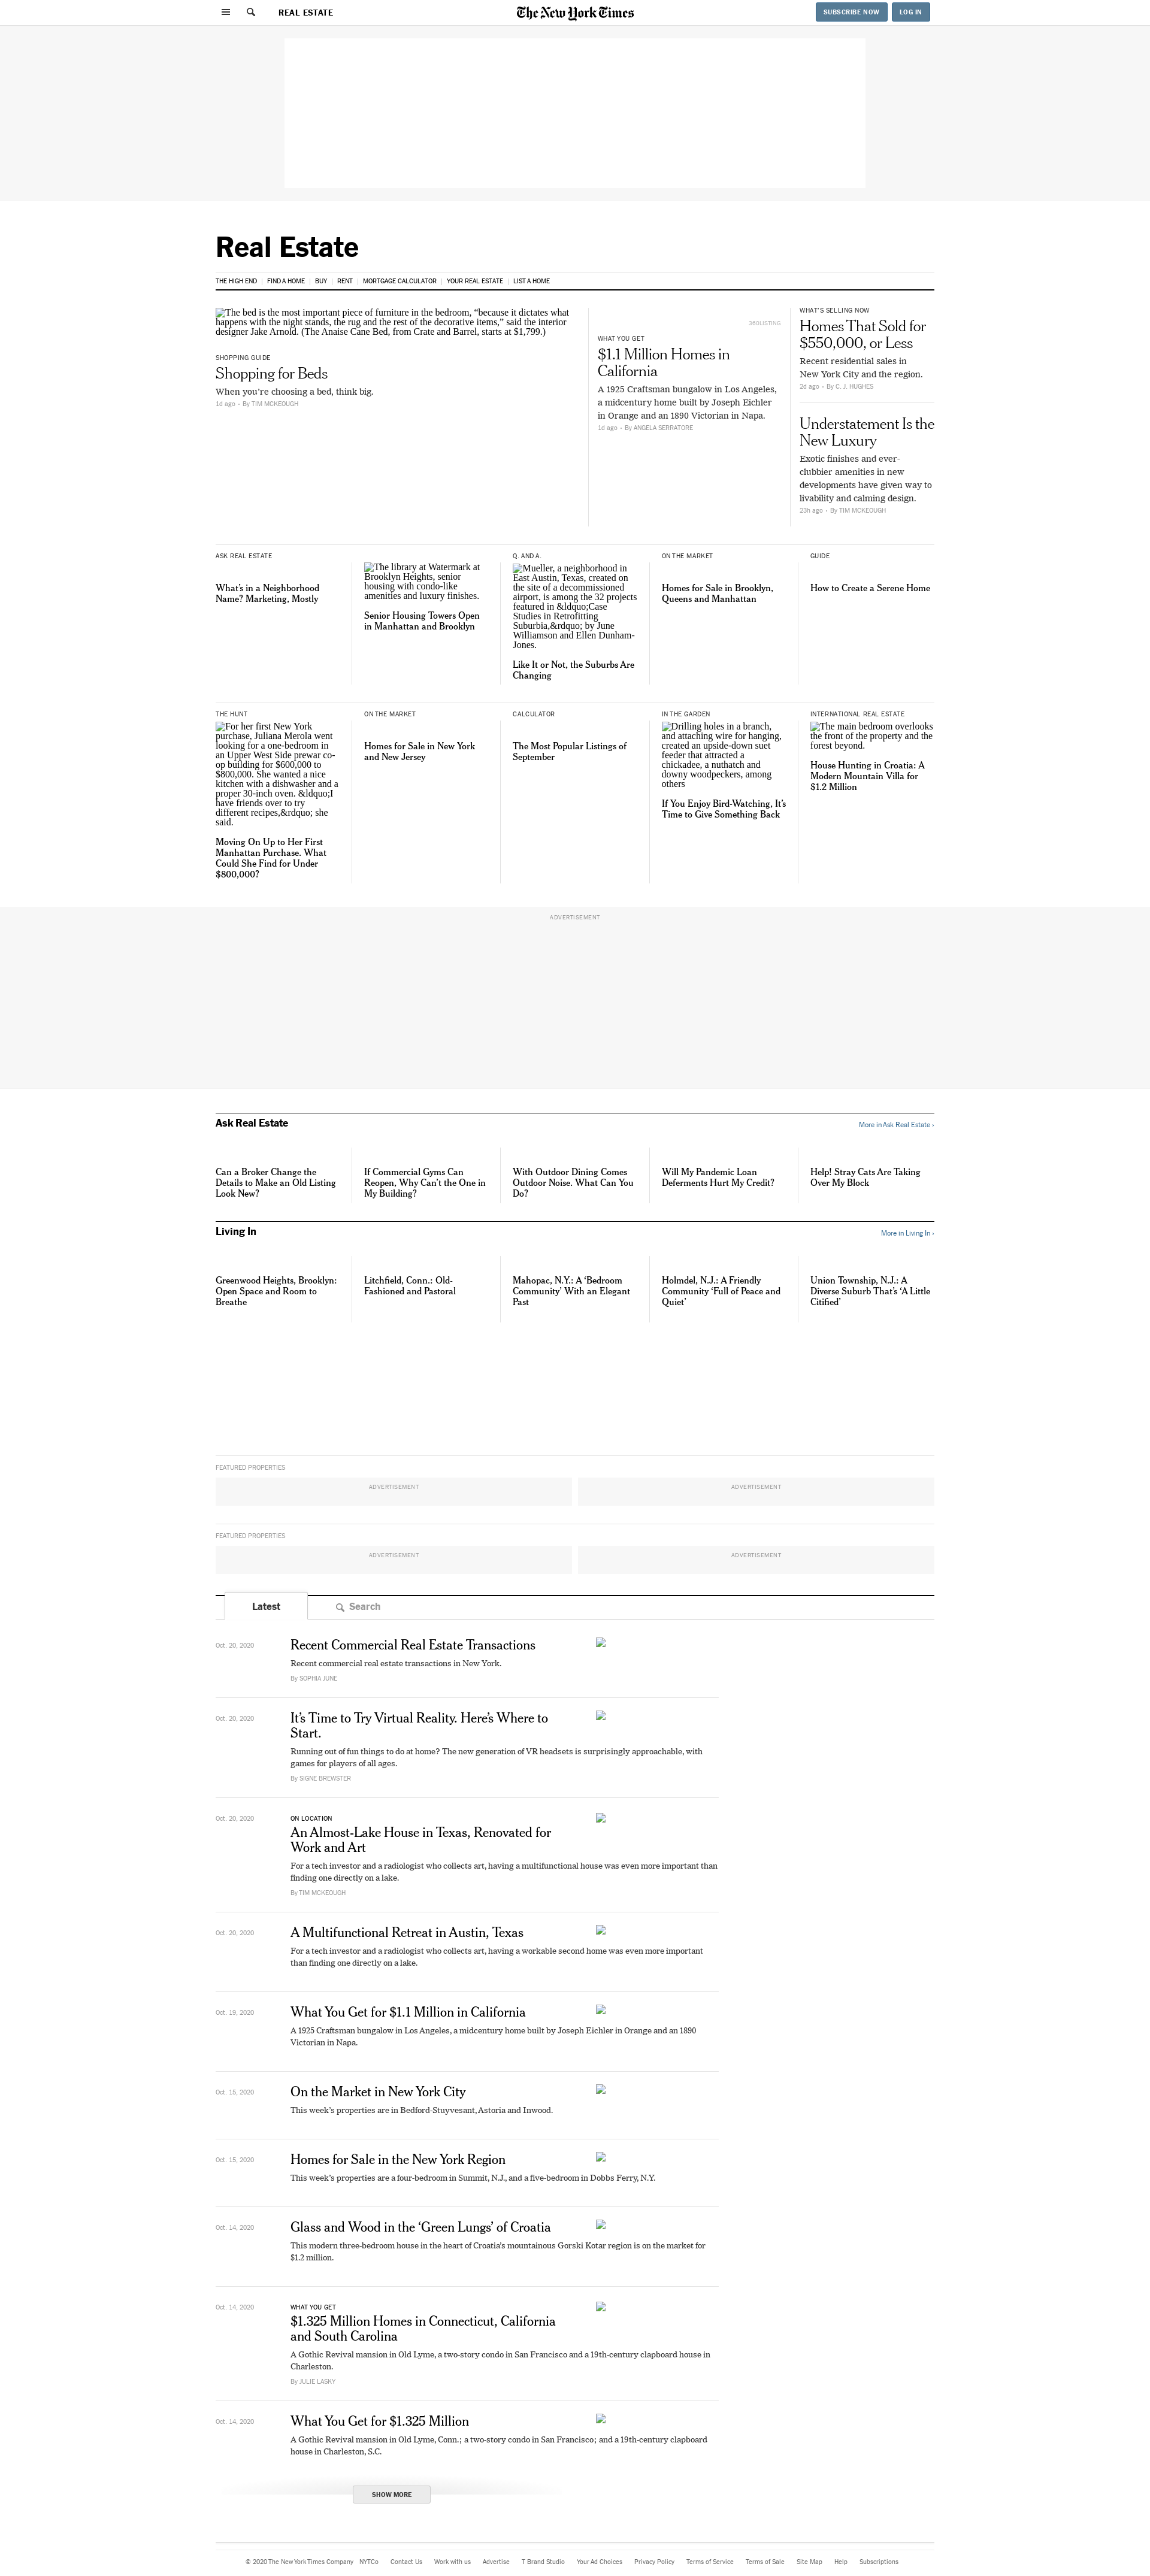 REAL ESTATE
The New York Times
SUBSCRIBE NOW
LOG IN
Real Estate
THE HIGH END | FIND A HOME | BUY | RENT | MORTGAGE CALCULATOR | YOUR REAL ESTATE | LIST A HOME
The bed is the most important piece of furniture in the bedroom, "because it dictates what
happens with the night stands, the rug and the rest of the decorative items," said the interior
designer Jake Arnold. (The Anaise Cane Bed, from Crate and Barrel, starts at $1,799.)
SHOPPING GUIDE
Shopping for Beds
When you're choosing a bed, think big.
1d ago • By TIM MCKEOUGH
360LISTING
WHAT YOU GET
$1.1 Million Homes in
California
A 1925 Craftsman bungalow in Los Angeles,
a midcentury home built by Joseph Eichler
in Orange and an 1890 Victorian in Napa.
1d ago • By ANGELA SERRATORE
WHAT'S SELLING NOW
Homes That Sold for
$550,000, or Less
Recent residential sales in
New York City and the region.
2d ago • By C. J. HUGHES
Understatement Is the
New Luxury
Exotic finishes and ever-
clubbier amenities in new
developments have given way to
livability and calming design.
23h ago • By TIM MCKEOUGH
ASK REAL ESTATE
What's in a Neighborhood
Name? Marketing, Mostly
The library at Watermark at
Brooklyn Heights, senior
housing with condo-like
amenities and luxury finishes.
Senior Housing Towers Open
in Manhattan and Brooklyn
Q. AND A.
Mueller, a neighborhood in
East Austin, Texas, created on
the site of a decommissioned
airport, is among the 32 projects
featured in &ldquo;Case
Studies in Retrofitting
Suburbia,&rdquo; by June
Williamson and Ellen Dunham-
Jones.
Like It or Not, the Suburbs Are
Changing
ON THE MARKET
Homes for Sale in Brooklyn,
Queens and Manhattan
GUIDE
How to Create a Serene Home
THE HUNT
For her first New York
purchase, Juliana Merola went
looking for a one-bedroom in
an Upper West Side prewar co-
op building for $600,000 to
$800,000. She wanted a nice
kitchen with a dishwasher and a
proper 30-inch oven. &ldquo;I
have friends over to try
different recipes,&rdquo; she
said.
Moving On Up to Her First
Manhattan Purchase. What
Could She Find for Under
$800,000?
ON THE MARKET
Homes for Sale in New York
and New Jersey
CALCULATOR
The Most Popular Listings of
September
IN THE GARDEN
Drilling holes in a branch,
and attaching wire for hanging,
created an upside-down suet
feeder that attracted a
chickadee, a nuthatch and
downy woodpeckers, among
others
If You Enjoy Bird-Watching, It's
Time to Give Something Back
INTERNATIONAL REAL ESTATE
The main bedroom overlooks
the front of the property and the
forest beyond.
House Hunting in Croatia: A
Modern Mountain Villa for
$1.2 Million
ADVERTISEMENT
Ask Real Estate
More in Ask Real Estate ›
Can a Broker Change the
Details to Make an Old Listing
Look New?
If Commercial Gyms Can
Reopen, Why Can't the One in
My Building?
With Outdoor Dining Comes
Outdoor Noise. What Can You
Do?
Will My Pandemic Loan
Deferments Hurt My Credit?
Help! Stray Cats Are Taking
Over My Block
Living In
More in Living In ›
Greenwood Heights, Brooklyn:
Open Space and Room to
Breathe
Litchfield, Conn.: Old-
Fashioned and Pastoral
Mahopac, N.Y.: A 'Bedroom
Community' With an Elegant
Past
Holmdel, N.J.: A Friendly
Community 'Full of Peace and
Quiet'
Union Township, N.J.: A
Diverse Suburb That's 'A Little
Citified'
FEATURED PROPERTIES
ADVERTISEMENT
ADVERTISEMENT
FEATURED PROPERTIES
ADVERTISEMENT
ADVERTISEMENT
Latest
Search
Oct. 20, 2020
Recent Commercial Real Estate Transactions
Recent commercial real estate transactions in New York.
By SOPHIA JUNE
Oct. 20, 2020
It's Time to Try Virtual Reality. Here's Where to
Start.
Running out of fun things to do at home? The new generation of VR headsets is surprisingly approachable, with
games for players of all ages.
By SIGNE BREWSTER
Oct. 20, 2020
ON LOCATION
An Almost-Lake House in Texas, Renovated for
Work and Art
For a tech investor and a radiologist who collects art, having a multifunctional house was even more important than
finding one directly on a lake.
By TIM MCKEOUGH
Oct. 20, 2020
A Multifunctional Retreat in Austin, Texas
For a tech investor and a radiologist who collects art, having a workable second home was even more important
than finding one directly on a lake.
Oct. 19, 2020
What You Get for $1.1 Million in California
A 1925 Craftsman bungalow in Los Angeles, a midcentury home built by Joseph Eichler in Orange and an 1890
Victorian in Napa.
Oct. 15, 2020
On the Market in New York City
This week's properties are in Bedford-Stuyvesant, Astoria and Inwood.
Oct. 15, 2020
Homes for Sale in the New York Region
This week's properties are a four-bedroom in Summit, N.J., and a five-bedroom in Dobbs Ferry, N.Y.
Oct. 14, 2020
Glass and Wood in the 'Green Lungs' of Croatia
This modern three-bedroom house in the heart of Croatia's mountainous Gorski Kotar region is on the market for
$1.2 million.
Oct. 14, 2020
WHAT YOU GET
$1.325 Million Homes in Connecticut, California
and South Carolina
A Gothic Revival mansion in Old Lyme, a two-story condo in San Francisco and a 19th-century clapboard house in
Charleston.
By JULIE LASKY
Oct. 14, 2020
What You Get for $1.325 Million
A Gothic Revival mansion in Old Lyme, Conn.; a two-story condo in San Francisco; and a 19th-century clapboard
house in Charleston, S.C.
SHOW MORE
© 2020 The New York Times Company NYTCo Contact Us Work with us Advertise T Brand Studio Your Ad Choices Privacy Policy Terms of Service Terms of Sale Site Map Help Subscriptions